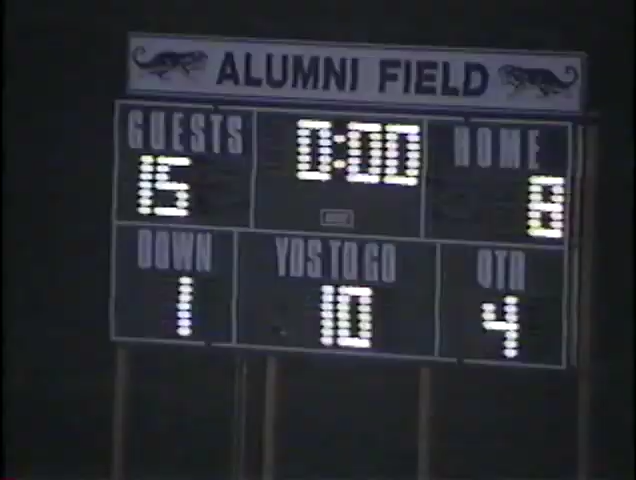 ALUMNI FIELD
GUESTS 0:00 HOME
15 8
DOWN YDS TO GO QTR
1 10 4